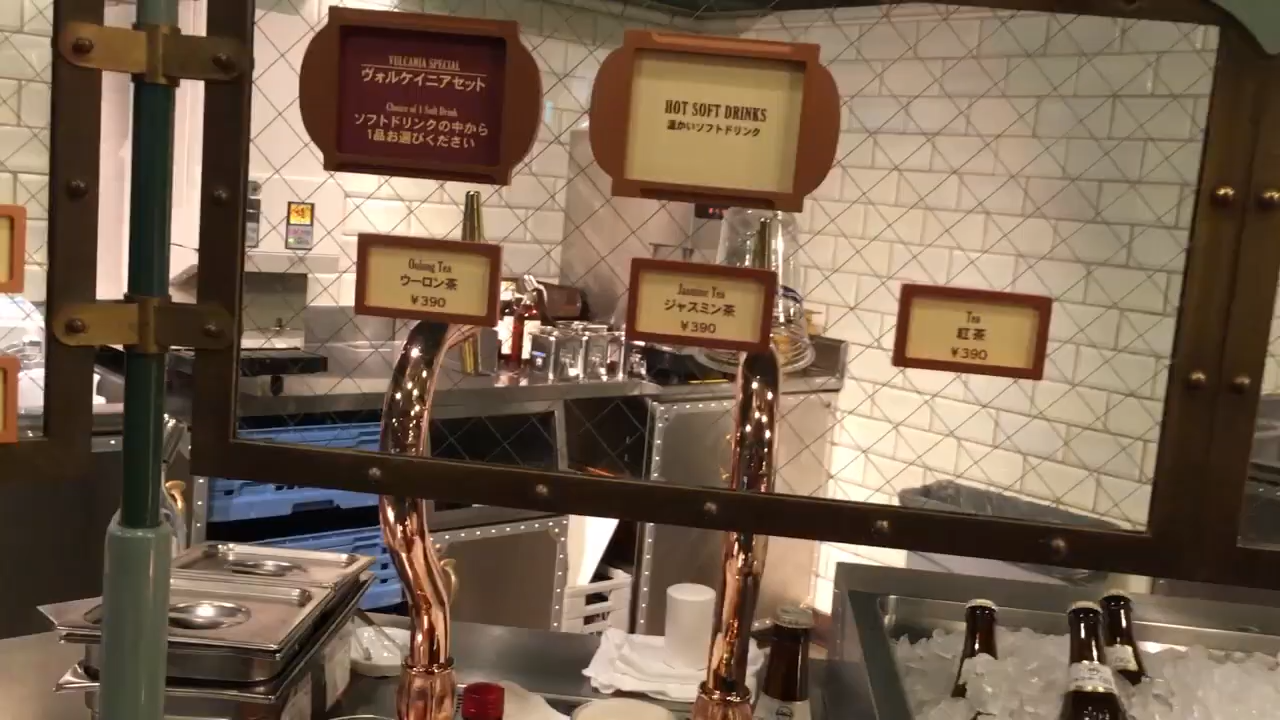 VULCANIA SPECIAL
ヴォルケイニアセット
Choice of 1 Soft Drink
ソフトドリンクの中から
1品お選びください
HOT SOFT DRINKS
温かいソフトドリンク
Oolong Tea
ウーロン茶
¥390
Jasmine Tea
ジャスミン茶
¥390
Tea
紅茶
¥390